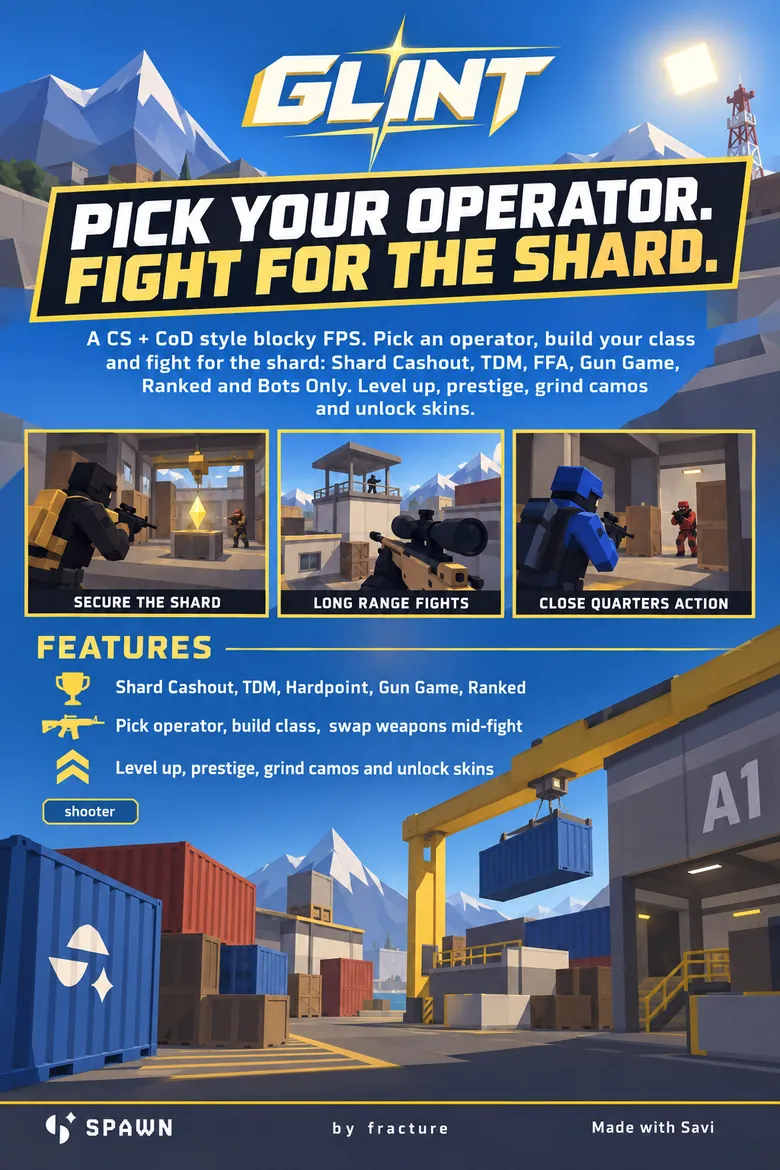 GLINT
PICK YOUR OPERATOR.
FIGHT FOR THE SHARD.
A CS + CoD style blocky FPS. Pick an operator, build your class
and fight for the shard: Shard Cashout, TDM, FFA, Gun Game,
Ranked and Bots Only. Level up, prestige, grind camos
and unlock skins.
SECURE THE SHARD
LONG RANGE FIGHTS
CLOSE QUARTERS ACTION
FEATURES
Shard Cashout, TDM, Hardpoint, Gun Game, Ranked
Pick operator, build class, swap weapons mid-fight
Level up, prestige, grind camos and unlock skins
shooter
A1
SPAWN
by fracture
Made with Savi